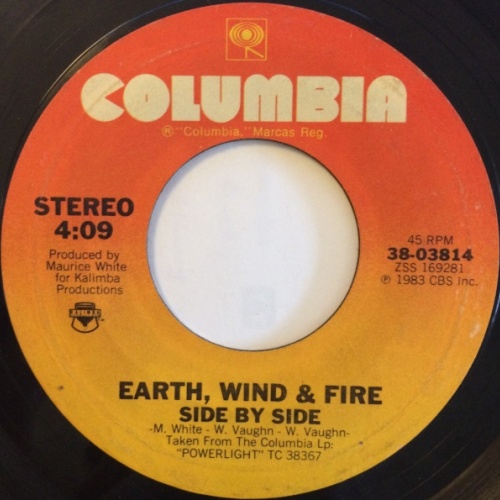 COLUMBIA
® "Columbia," Marcas Reg.
STEREO
4:09
Produced by
Maurice White
for Kalimba
Productions
45 RPM
38-03814
ZSS 169281
℗ 1983 CBS Inc.
EARTH, WIND & FIRE
SIDE BY SIDE
-M. White - W. Vaughn - W. Vaughn-
Taken From The Columbia Lp:
"POWERLIGHT" TC 38367